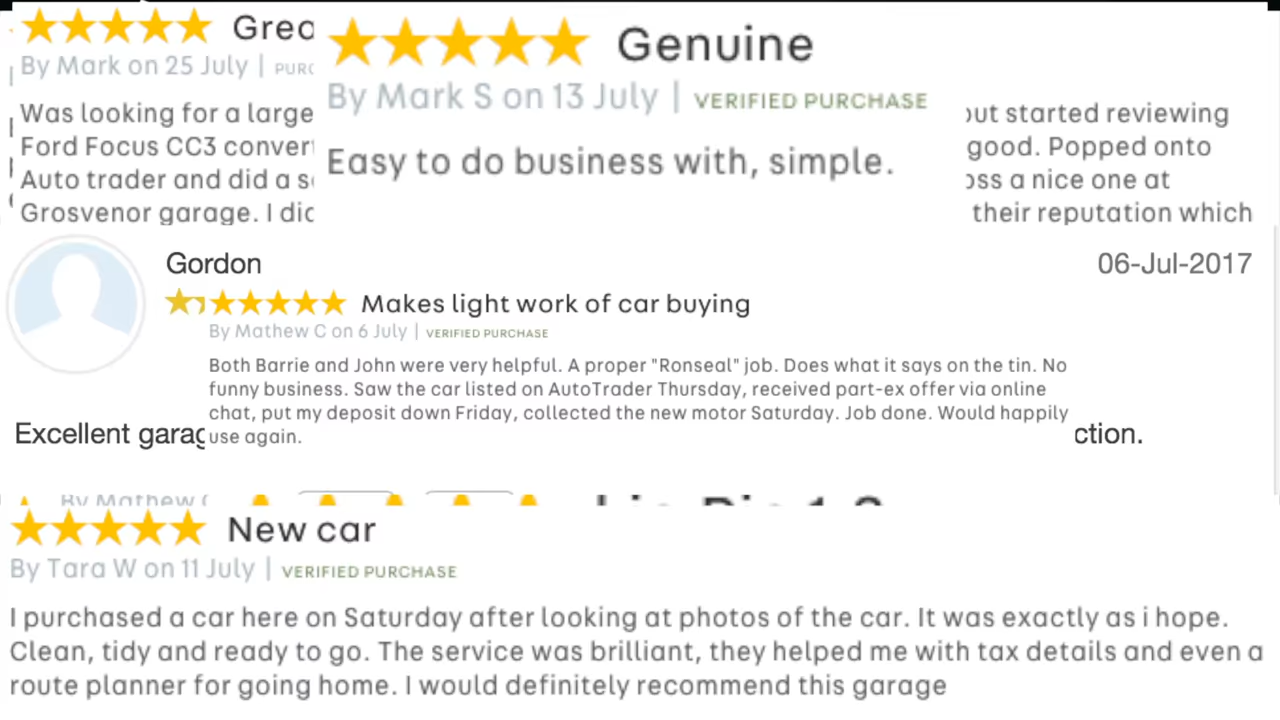 Grea
By Mark on 25 July |
Was looking for a large
Ford Focus CC3 conver
Auto trader and did a s
Grosvenor garage. I dic
Genuine
By Mark S on 13 July | VERIFIED PURCHASE
Easy to do business with, simple.
out started reviewing
good. Popped onto
oss a nice one at
their reputation which
Gordon
06-Jul-2017
Makes light work of car buying
By Mathew C on 6 July | VERIFIED PURCHASE
Both Barrie and John were very helpful. A proper "Ronseal" job. Does what it says on the tin. No
funny business. Saw the car listed on AutoTrader Thursday, received part-ex offer via online
chat, put my deposit down Friday, collected the new motor Saturday. Job done. Would happily
use again.
Excellent garag
ction.
By Mathew
New car
By Tara W on 11 July | VERIFIED PURCHASE
I purchased a car here on Saturday after looking at photos of the car. It was exactly as i hope.
Clean, tidy and ready to go. The service was brilliant, they helped me with tax details and even a
route planner for going home. I would definitely recommend this garage